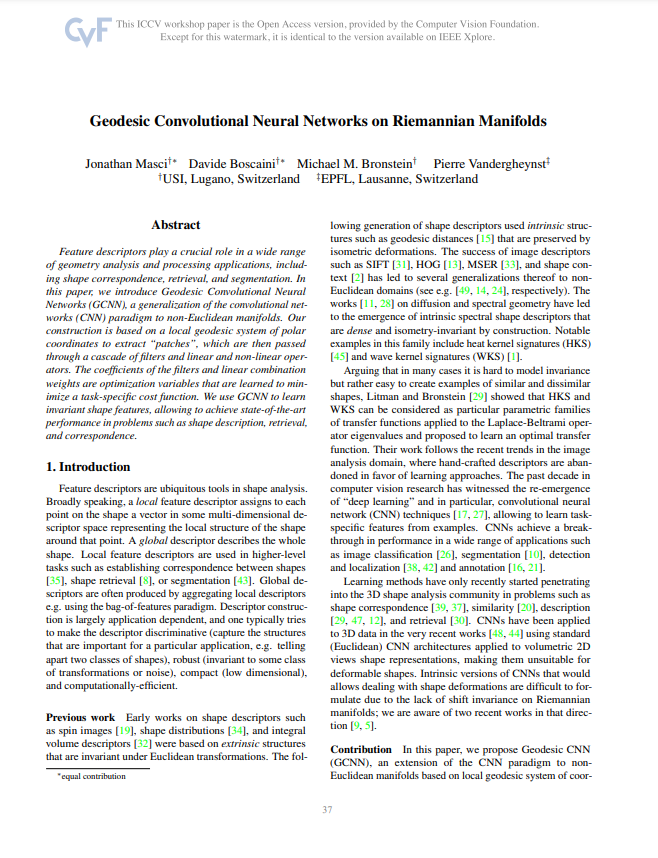 CVF
This ICCV workshop paper is the Open Access version, provided by the Computer Vision Foundation.
Except for this watermark, it is identical to the version available on IEEE Xplore.
Geodesic Convolutional Neural Networks on Riemannian Manifolds
Jonathan Masci†* Davide Boscaini†* Michael M. Bronstein† Pierre Vandergheynst‡
†USI, Lugano, Switzerland ‡EPFL, Lausanne, Switzerland
Abstract
Feature descriptors play a crucial role in a wide range
of geometry analysis and processing applications, includ-
ing shape correspondence, retrieval, and segmentation. In
this paper, we introduce Geodesic Convolutional Neural
Networks (GCNN), a generalization of the convolutional net-
works (CNN) paradigm to non-Euclidean manifolds. Our
construction is based on a local geodesic system of polar
coordinates to extract “patches”, which are then passed
through a cascade of filters and linear and non-linear oper-
ators. The coefficients of the filters and linear combination
weights are optimization variables that are learned to min-
imize a task-specific cost function. We use GCNN to learn
invariant shape features, allowing to achieve state-of-the-art
performance in problems such as shape description, retrieval,
and correspondence.
1. Introduction
Feature descriptors are ubiquitous tools in shape analysis.
Broadly speaking, a local feature descriptor assigns to each
point on the shape a vector in some multi-dimensional de-
scriptor space representing the local structure of the shape
around that point. A global descriptor describes the whole
shape. Local feature descriptors are used in higher-level
tasks such as establishing correspondence between shapes
[35], shape retrieval [8], or segmentation [43]. Global de-
scriptors are often produced by aggregating local descriptors
e.g. using the bag-of-features paradigm. Descriptor construc-
tion is largely application dependent, and one typically tries
to make the descriptor discriminative (capture the structures
that are important for a particular application, e.g. telling
apart two classes of shapes), robust (invariant to some class
of transformations or noise), compact (low dimensional),
and computationally-efficient.
Previous work Early works on shape descriptors such
as spin images [19], shape distributions [34], and integral
volume descriptors [32] were based on extrinsic structures
that are invariant under Euclidean transformations. The fol-
*equal contribution
lowing generation of shape descriptors used intrinsic struc-
tures such as geodesic distances [15] that are preserved by
isometric deformations. The success of image descriptors
such as SIFT [31], HOG [13], MSER [33], and shape con-
text [2] has led to several generalizations thereof to non-
Euclidean domains (see e.g. [49, 14, 24], respectively). The
works [11, 28] on diffusion and spectral geometry have led
to the emergence of intrinsic spectral shape descriptors that
are dense and isometry-invariant by construction. Notable
examples in this family include heat kernel signatures (HKS)
[45] and wave kernel signatures (WKS) [1].
Arguing that in many cases it is hard to model invariance
but rather easy to create examples of similar and dissimilar
shapes, Litman and Bronstein [29] showed that HKS and
WKS can be considered as particular parametric families
of transfer functions applied to the Laplace-Beltrami oper-
ator eigenvalues and proposed to learn an optimal transfer
function. Their work follows the recent trends in the image
analysis domain, where hand-crafted descriptors are aban-
doned in favor of learning approaches. The past decade in
computer vision research has witnessed the re-emergence
of “deep learning” and in particular, convolutional neural
network (CNN) techniques [17, 27], allowing to learn task-
specific features from examples. CNNs achieve a break-
through in performance in a wide range of applications such
as image classification [26], segmentation [10], detection
and localization [38, 42] and annotation [16, 21].
Learning methods have only recently started penetrating
into the 3D shape analysis community in problems such as
shape correspondence [39, 37], similarity [20], description
[29, 47, 12], and retrieval [30]. CNNs have been applied
to 3D data in the very recent works [48, 44] using standard
(Euclidean) CNN architectures applied to volumetric 2D
views shape representations, making them unsuitable for
deformable shapes. Intrinsic versions of CNNs that would
allows dealing with shape deformations are difficult to for-
mulate due to the lack of shift invariance on Riemannian
manifolds; we are aware of two recent works in that direc-
tion [9, 5].
Contribution In this paper, we propose Geodesic CNN
(GCNN), an extension of the CNN paradigm to non-
Euclidean manifolds based on local geodesic system of coor-
37